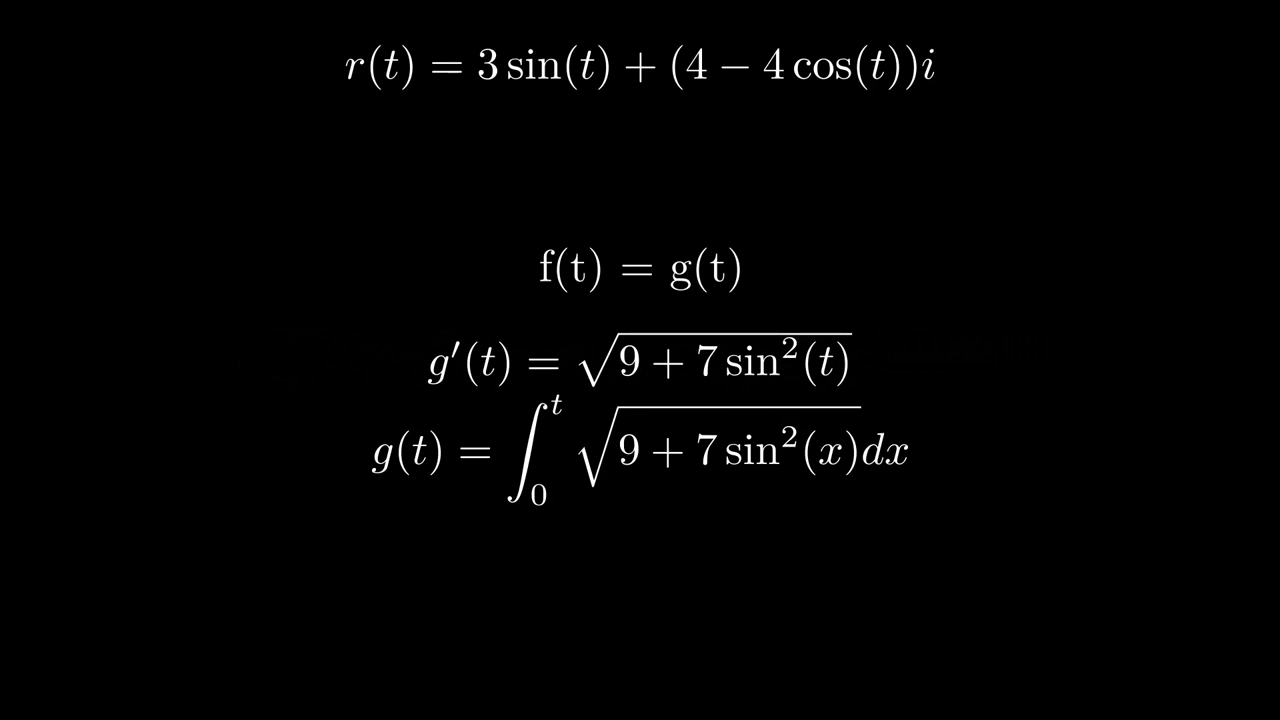 r(t) = 3 sin(t) + (4 − 4 cos(t))i
f(t) = g(t)
g′(t) = √(9 + 7 sin²(t))
g(t) = ∫₀ᵗ √(9 + 7 sin²(x)) dx